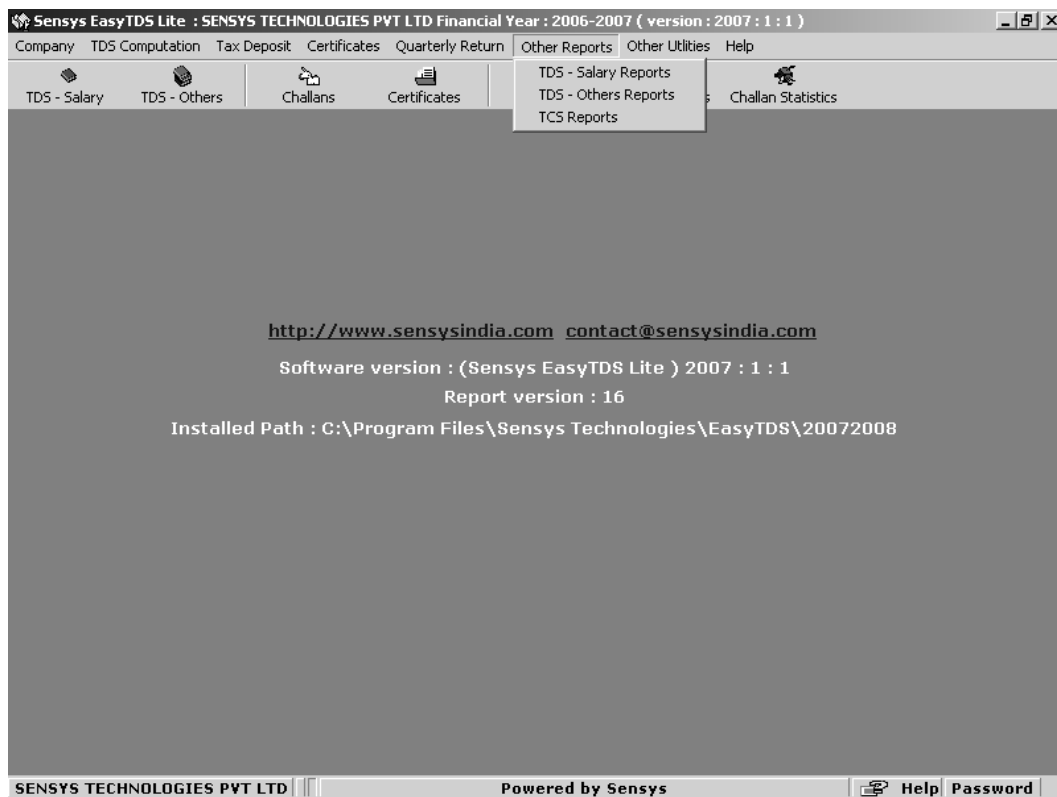 Sensys EasyTDS Lite : SENSYS TECHNOLOGIES PVT LTD Financial Year : 2006-2007 ( version : 2007 : 1 : 1 )
Company TDS Computation Tax Deposit Certificates Quarterly Return Other Reports Other Utlities Help
TDS - Salary Reports
TDS - Others Reports
TCS Reports
TDS - Salary TDS - Others Challans Certificates Challan Statistics
http://www.sensysindia.com contact@sensysindia.com
Software version : (Sensys EasyTDS Lite ) 2007 : 1 : 1
Report version : 16
Installed Path : C:\Program Files\Sensys Technologies\EasyTDS\20072008
SENSYS TECHNOLOGIES PVT LTD Powered by Sensys Help Password